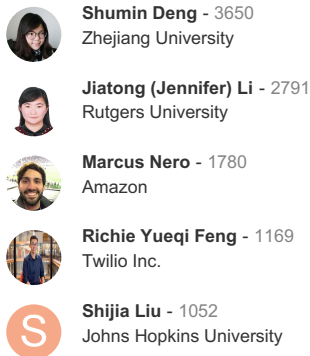 Shumin Deng - 3650
Zhejiang University
Jiatong (Jennifer) Li - 2791
Rutgers University
Marcus Nero - 1780
Amazon
Richie Yueqi Feng - 1169
Twilio Inc.
S
Shijia Liu - 1052
Johns Hopkins University